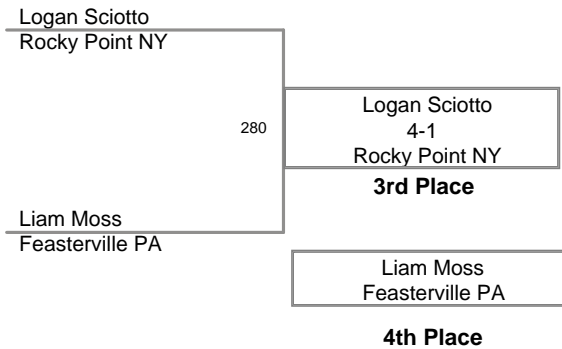 Logan Sciotto
Rocky Point NY
280
Logan Sciotto
4-1
Rocky Point NY
3rd Place
Liam Moss
Feasterville PA
Liam Moss
Feasterville PA
4th Place